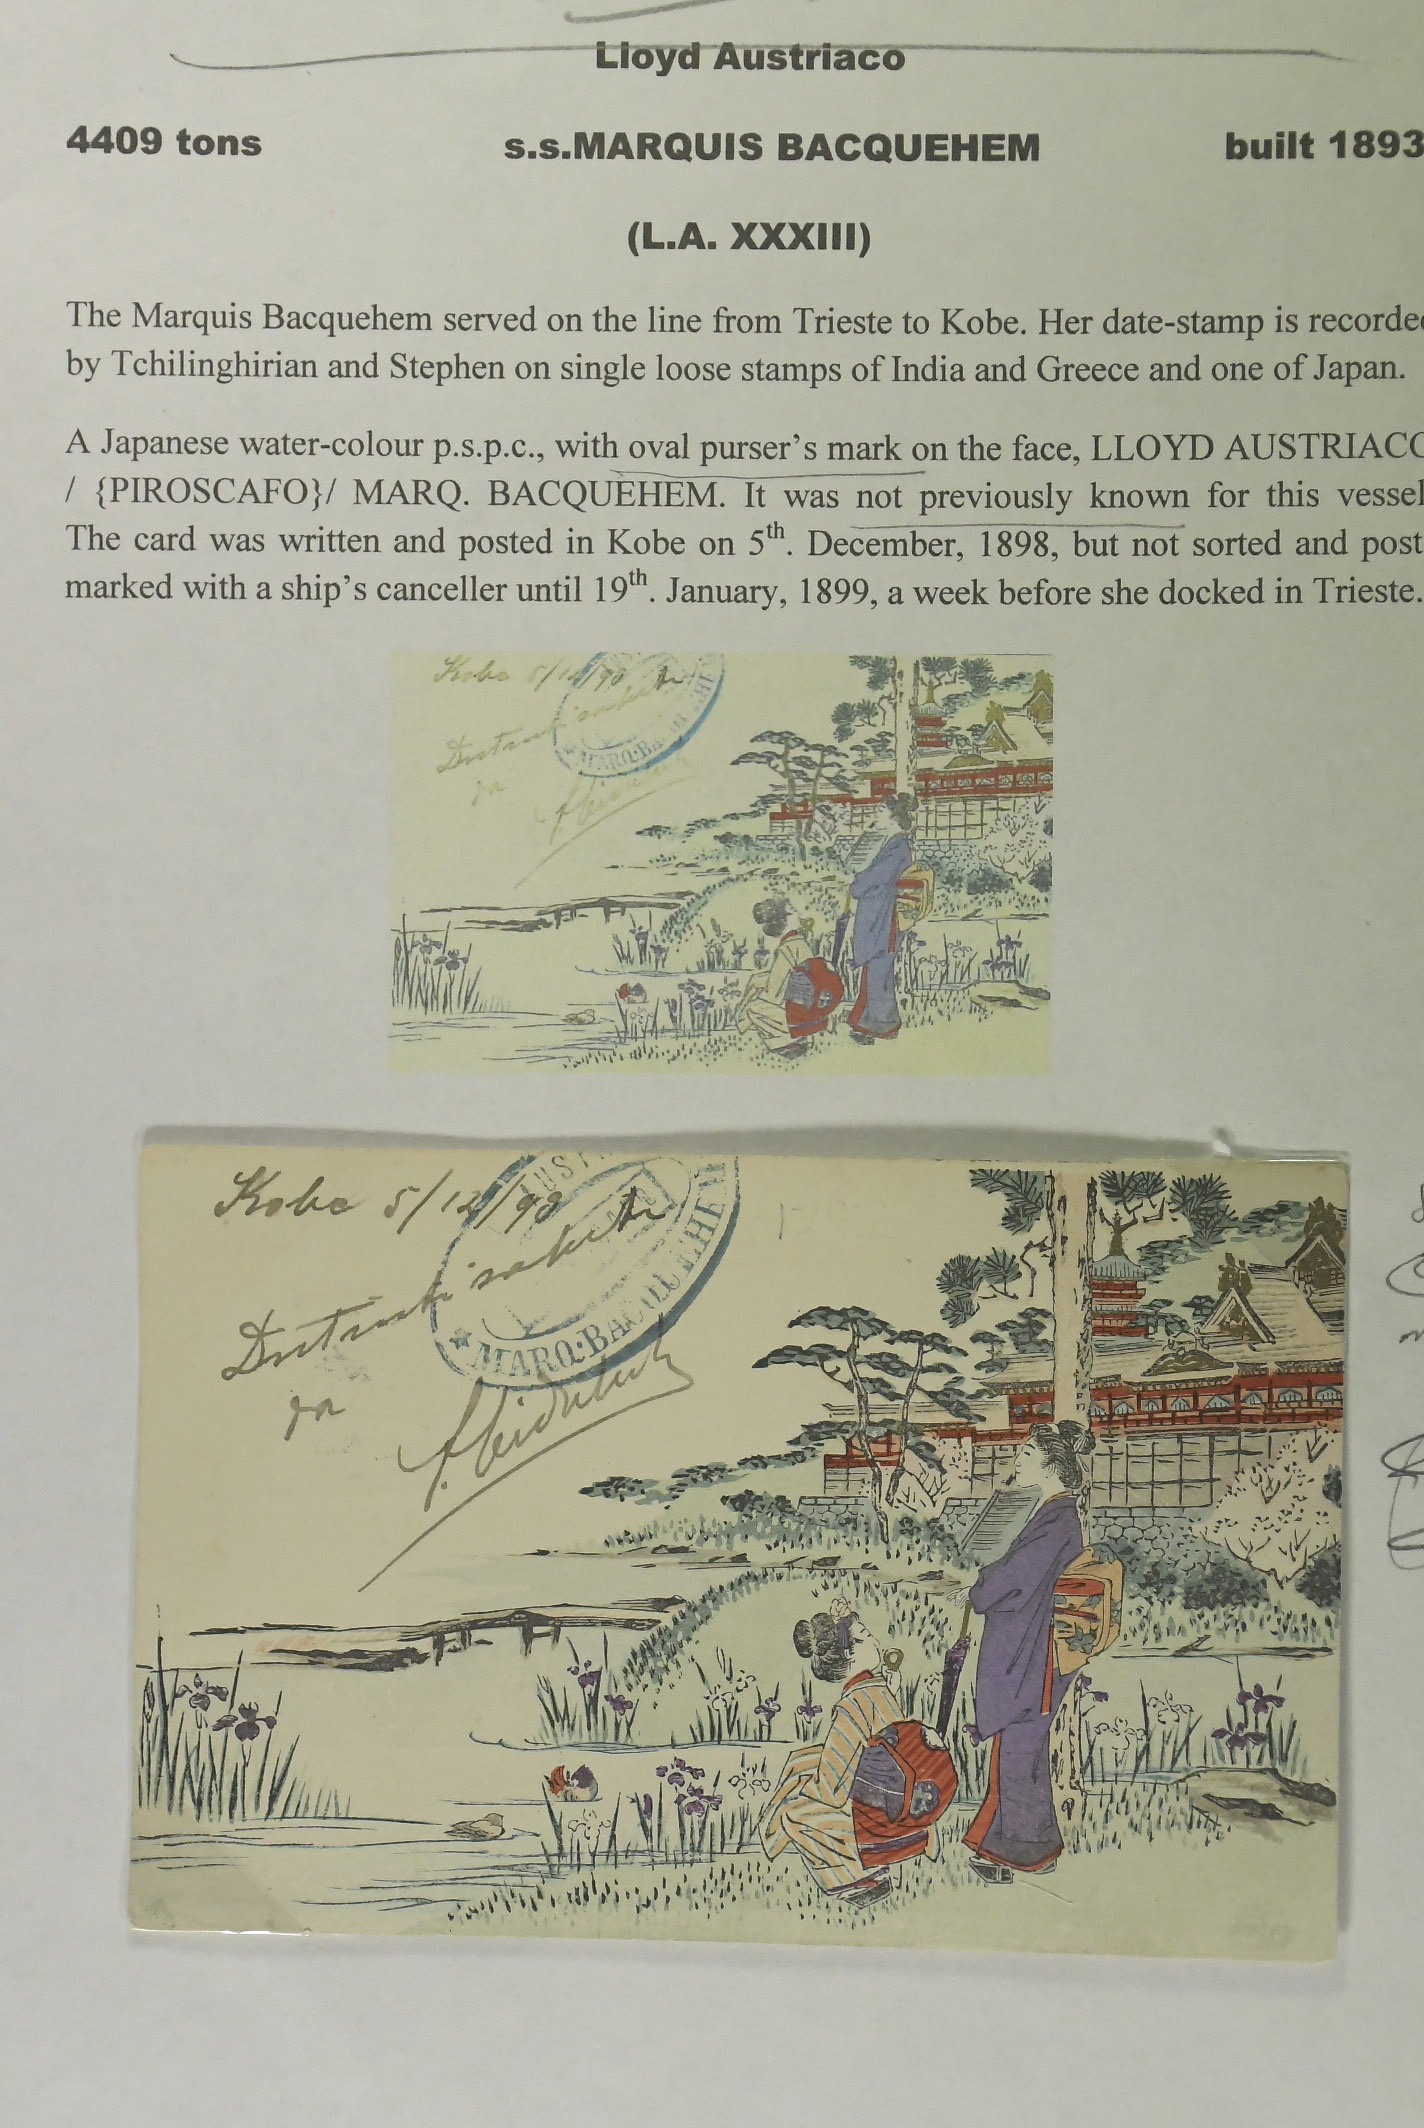 Lloyd Austriaco
4409 tons s.s.MARQUIS BACQUEHEM built 1893
(L.A. XXXIII)
The Marquis Bacquehem served on the line from Trieste to Kobe. Her date-stamp is recorde
by Tchilinghirian and Stephen on single loose stamps of India and Greece and one of Japan.
A Japanese water-colour p.s.p.c., with oval purser's mark on the face, LLOYD AUSTRIACO
/ {PIROSCAFO}/ MARQ. BACQUEHEM. It was not previously known for this vessel
The card was written and posted in Kobe on 5th. December, 1898, but not sorted and post
marked with a ship's canceller until 19th. January, 1899, a week before she docked in Trieste.
Kobe 5/12/98
MARQ. BACQUEHEM
Kobe 5/12/98
MARQ. BACQUEHEM